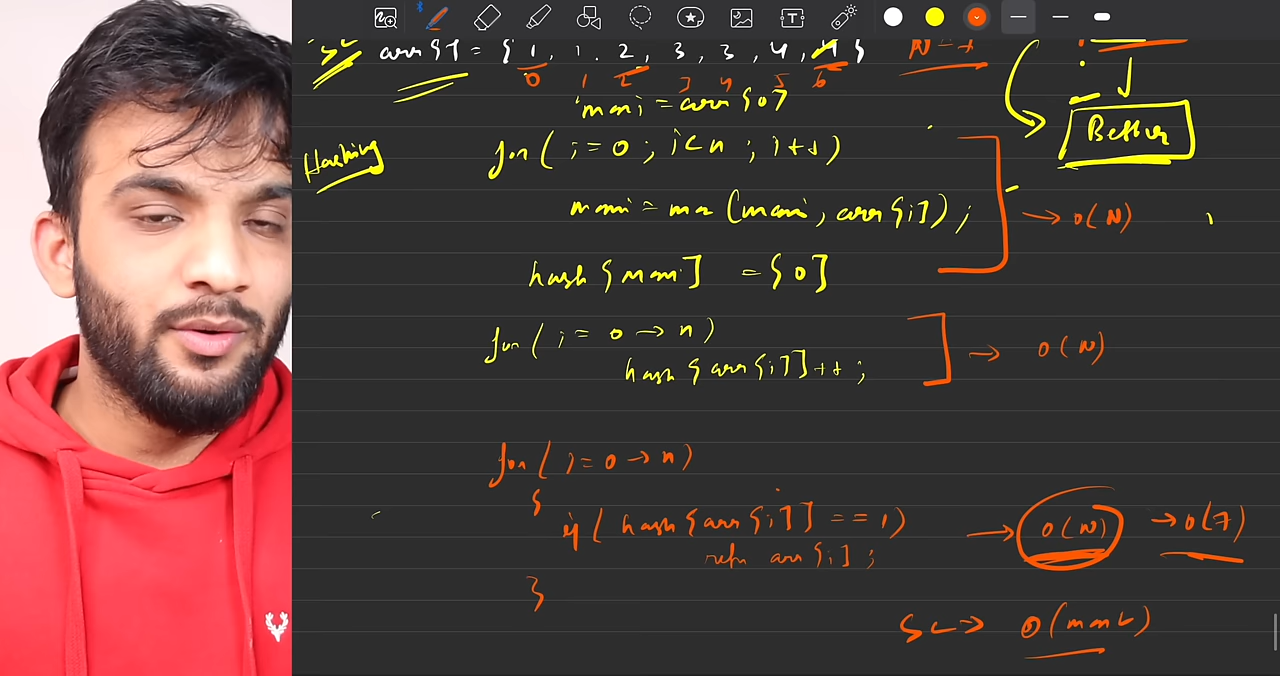 arr[] = { 1, 1, 2, 3, 3, 4, 4 }
0 1 2 3 4 5 6
maxi = arr[0]
Better
Hashing
for( i=0 ; i<n ; i++)
maxi = max(maxi, arr[i]);
→ O(N)
hash[maxi] = {0}
for( i = 0 → n)
hash[arr[i]]++;
→ O(N)
for( i=0 → n)
{
if( hash[arr[i]] == 1)
→ O(N) → O(7)
retn arr[i];
}
SC → O(maxi)